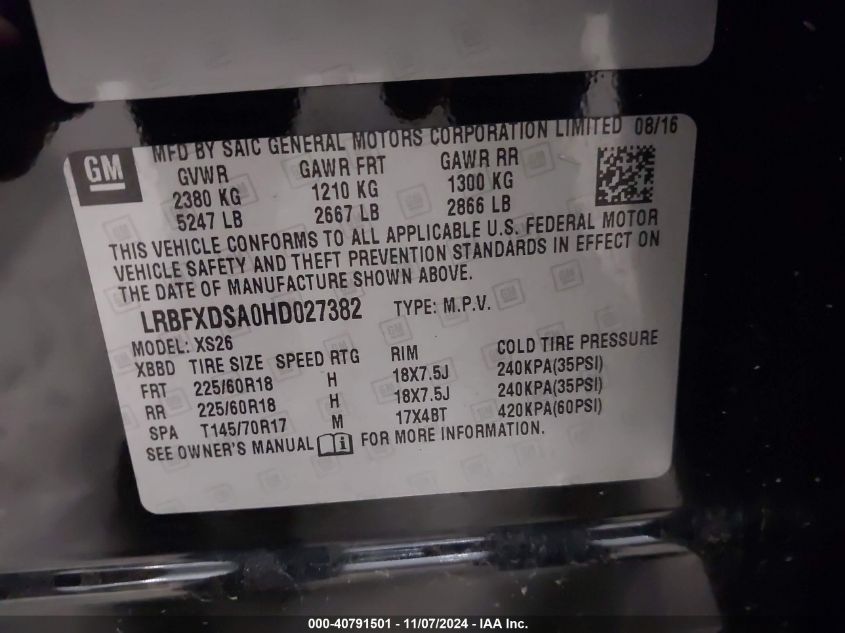 MFD BY SAIC GENERAL MOTORS CORPORATION LIMITED 08/16
GM
GVWR GAWR FRT GAWR RR
2380 KG 1210 KG 1300 KG
5247 LB 2667 LB 2866 LB
THIS VEHICLE CONFORMS TO ALL APPLICABLE U.S. FEDERAL MOTOR
VEHICLE SAFETY AND THEFT PREVENTION STANDARDS IN EFFECT ON
THE DATE OF MANUFACTURE SHOWN ABOVE.
LRBFXDSA0HD027382 TYPE: M.P.V.
MODEL: XS26
XBBD TIRE SIZE SPEED RTG RIM COLD TIRE PRESSURE
FRT 225/60R18 H 18X7.5J 240KPA(35PSI)
RR 225/60R18 H 18X7.5J 240KPA(35PSI)
SPA T145/70R17 M 17X4BT 420KPA(60PSI)
SEE OWNER'S MANUAL FOR MORE INFORMATION.
000-40791501 - 11/07/2024 - IAA Inc.